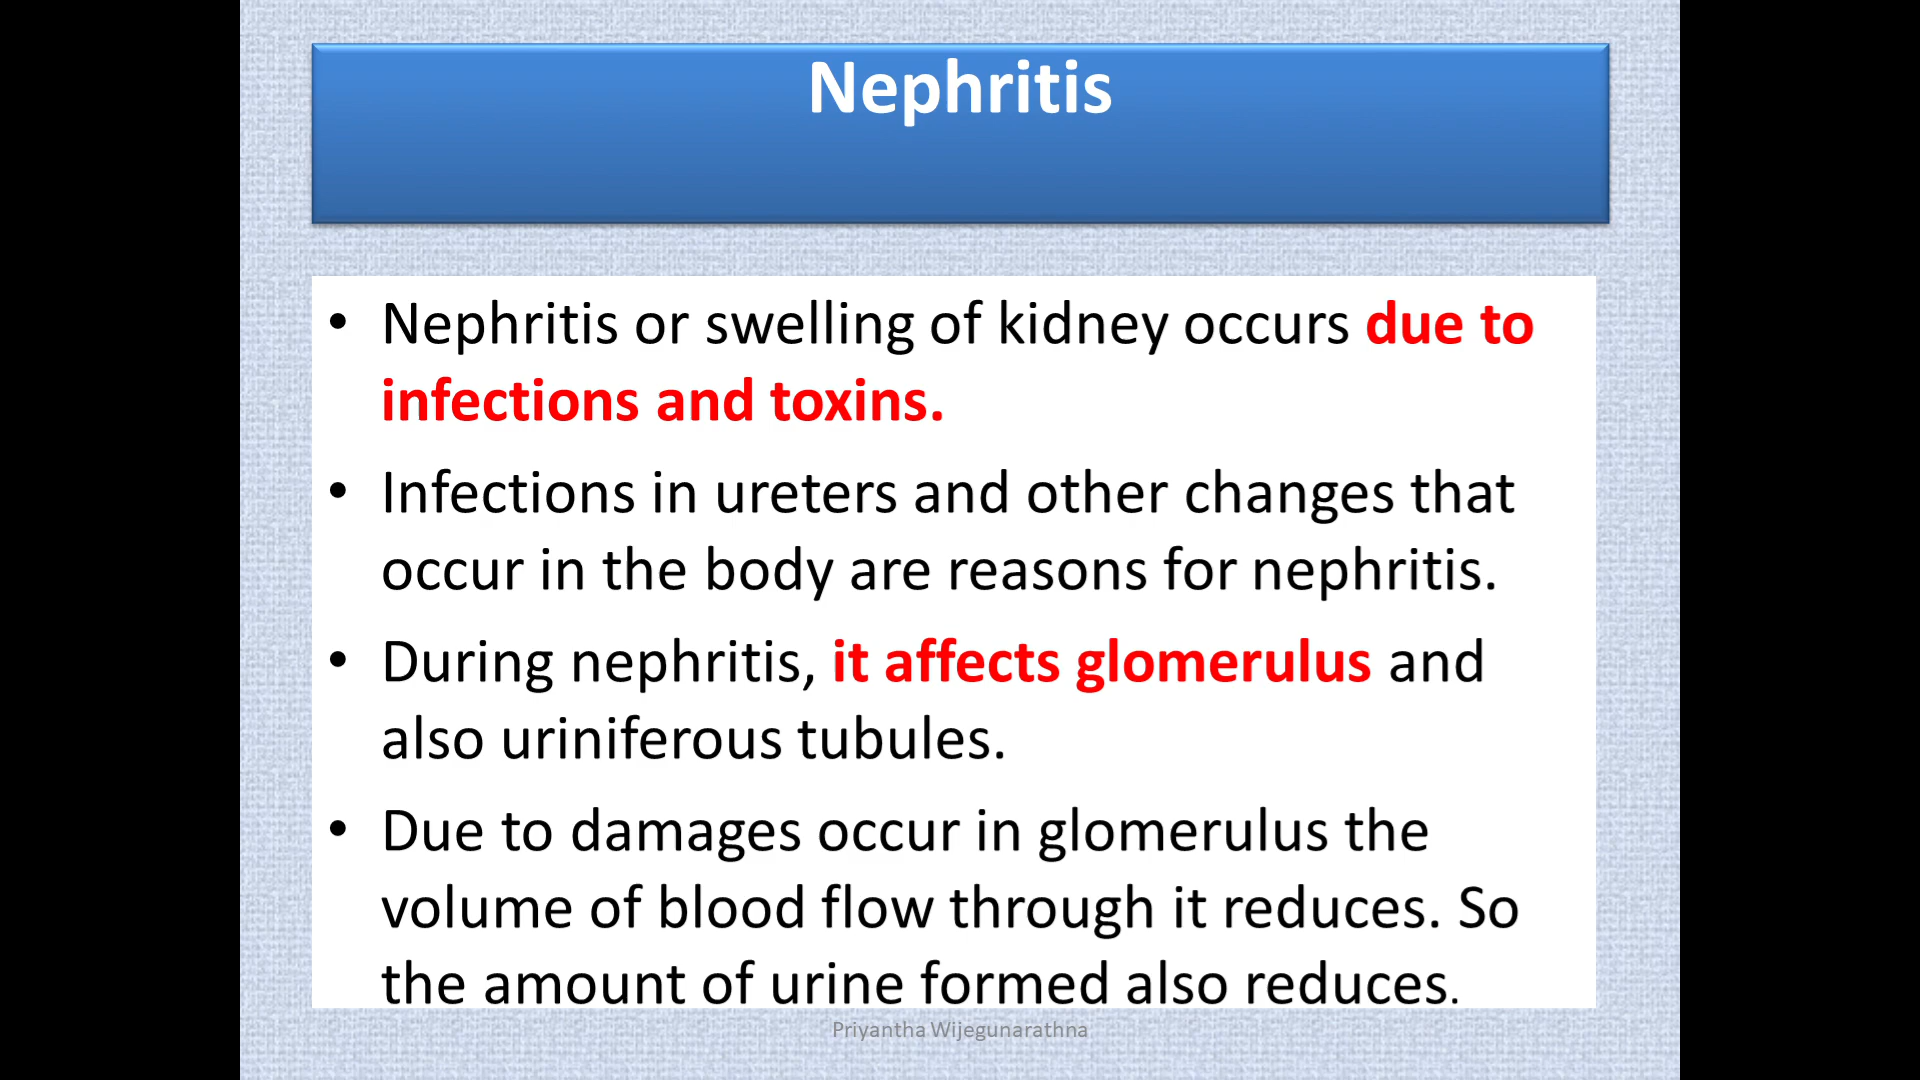 Nephritis
• Nephritis or swelling of kidney occurs due to
infections and toxins.
• Infections in ureters and other changes that
occur in the body are reasons for nephritis.
• During nephritis, it affects glomerulus and
also uriniferous tubules.
• Due to damages occur in glomerulus the
volume of blood flow through it reduces. So
the amount of urine formed also reduces.
Priyantha Wijegunarathna